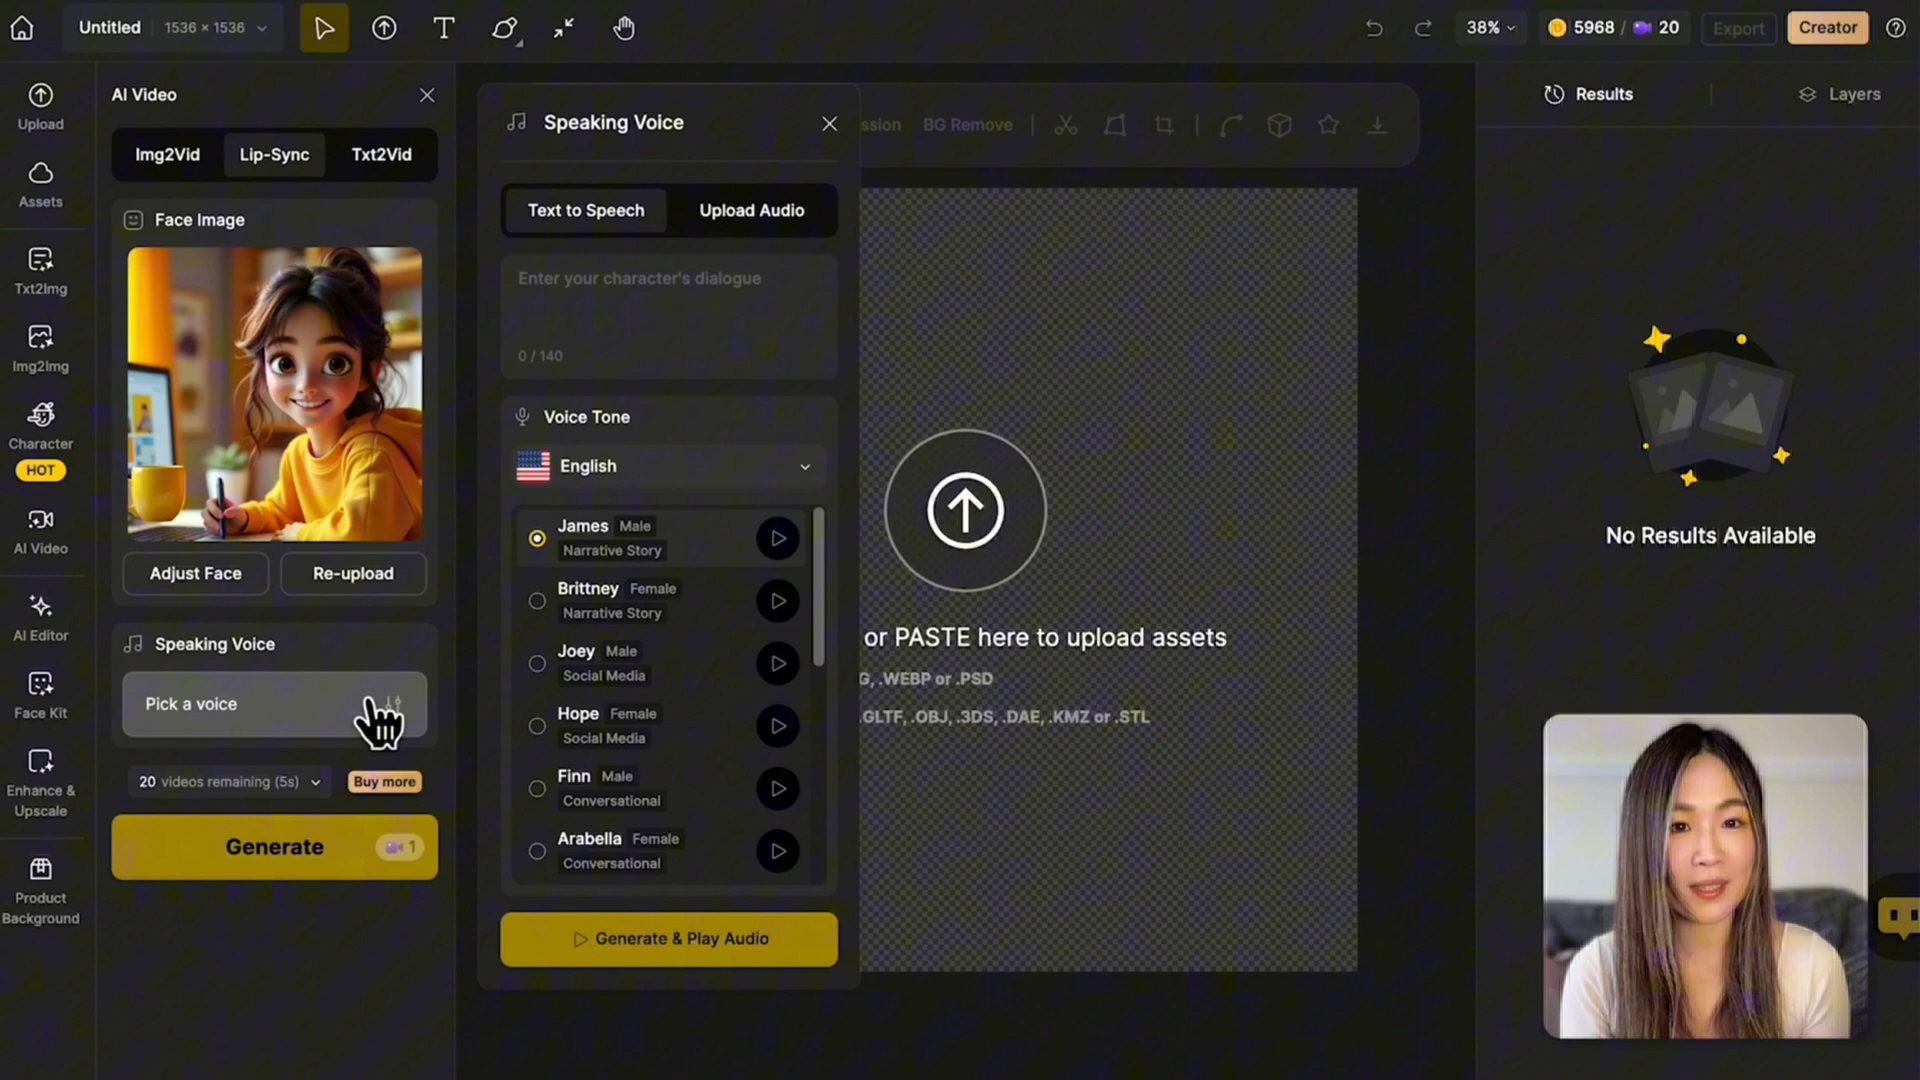 Untitled
1536 × 1536
38%
5968 /
20
Export
Creator
Upload
Assets
Txt2Img
Img2Img
Character
HOT
AI Video
AI Editor
Face Kit
Enhance &
Upscale
Product
Background
AI Video
Img2Vid
Lip-Sync
Txt2Vid
Face Image
Adjust Face
Re-upload
Speaking Voice
Pick a voice
20 videos remaining (5s)
Buy more
Generate
1
Speaking Voice
Text to Speech
Upload Audio
Enter your character's dialogue
0 / 140
Voice Tone
English
James Male
Narrative Story
Brittney Female
Narrative Story
Joey Male
Social Media
Hope Female
Social Media
Finn Male
Conversational
Arabella Female
Conversational
Generate & Play Audio
ssion
BG Remove
or PASTE here to upload assets
G, .WEBP or .PSD
.GLTF, .OBJ, .3DS, .DAE, .KMZ or .STL
Results
Layers
No Results Available